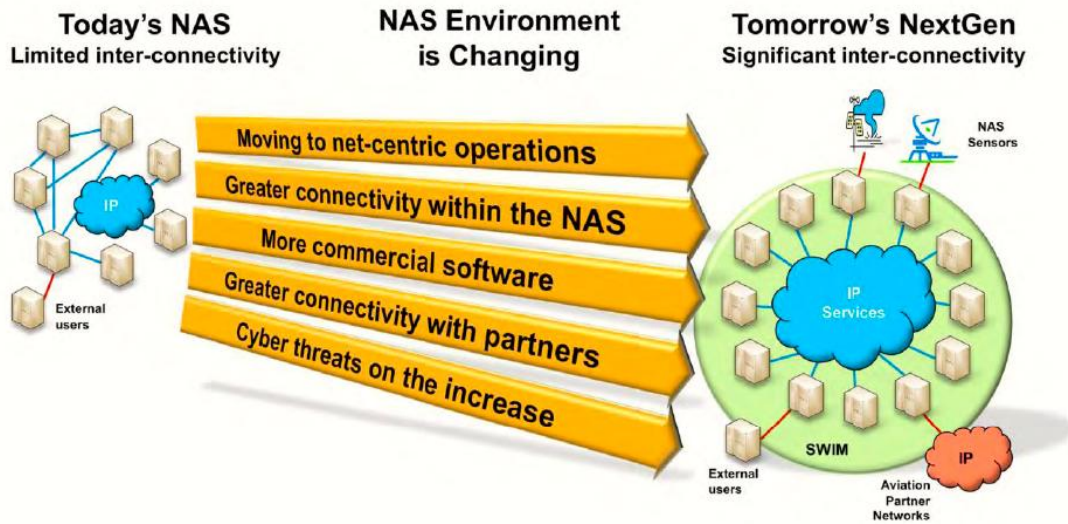 Today's NAS
Limited inter-connectivity
NAS Environment
is Changing
Tomorrow's NextGen
Significant inter-connectivity
IP
External
users
Moving to net-centric operations
Greater connectivity within the NAS
More commercial software
Greater connectivity with partners
Cyber threats on the increase
NAS
Sensors
IP
Services
SWIM
External
users
IP
Aviation
Partner
Networks